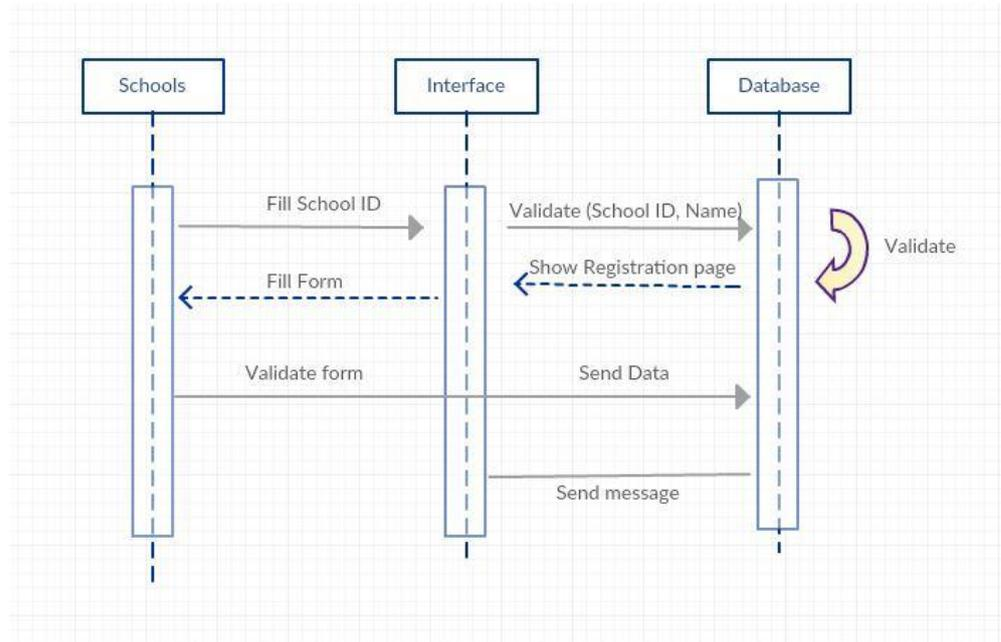 Schools
Interface
Database
Fill School ID
Validate (School ID, Name)
Validate
Show Registration page
Fill Form
Validate form
Send Data
Send message